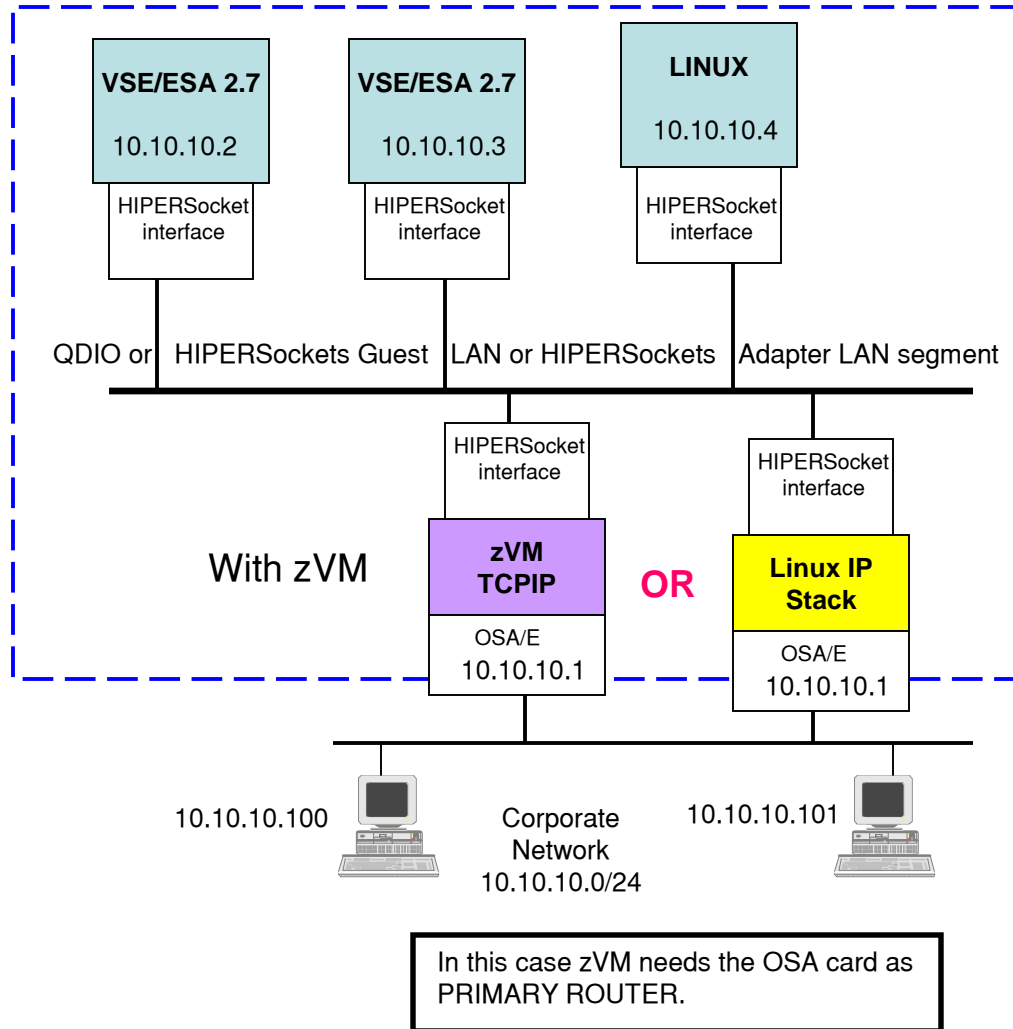 VSE/ESA 2.7
10.10.10.2
VSE/ESA 2.7
10.10.10.3
LINUX
10.10.10.4
HIPERSocket
interface
HIPERSocket
interface
HIPERSocket
interface
QDIO or HIPERSockets Guest LAN or HIPERSockets Adapter LAN segment
HIPERSocket
interface
HIPERSocket
interface
With zVM
zVM
TCPIP
OR
Linux IP
Stack
OSA/E
10.10.10.1
OSA/E
10.10.10.1
10.10.10.100
10.10.10.101
Corporate
Network
10.10.10.0/24
In this case zVM needs the OSA card as
PRIMARY ROUTER.